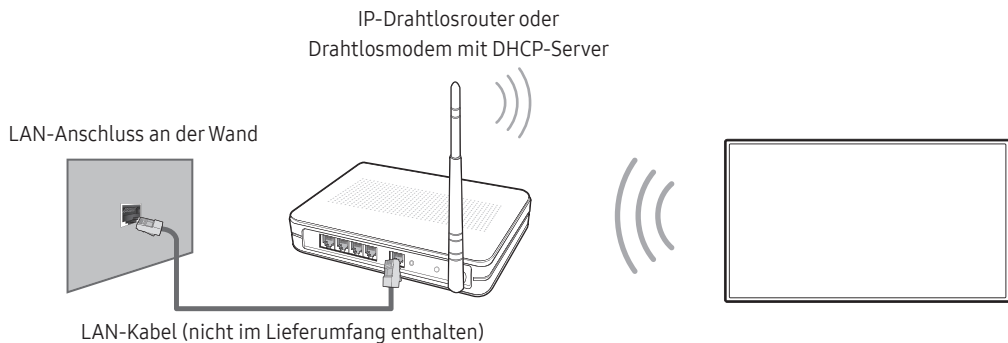 IP-Drahtlosrouter oder
Drahtlosmodem mit DHCP-Server
LAN-Anschluss an der Wand
LAN-Kabel (nicht im Lieferumfang enthalten)